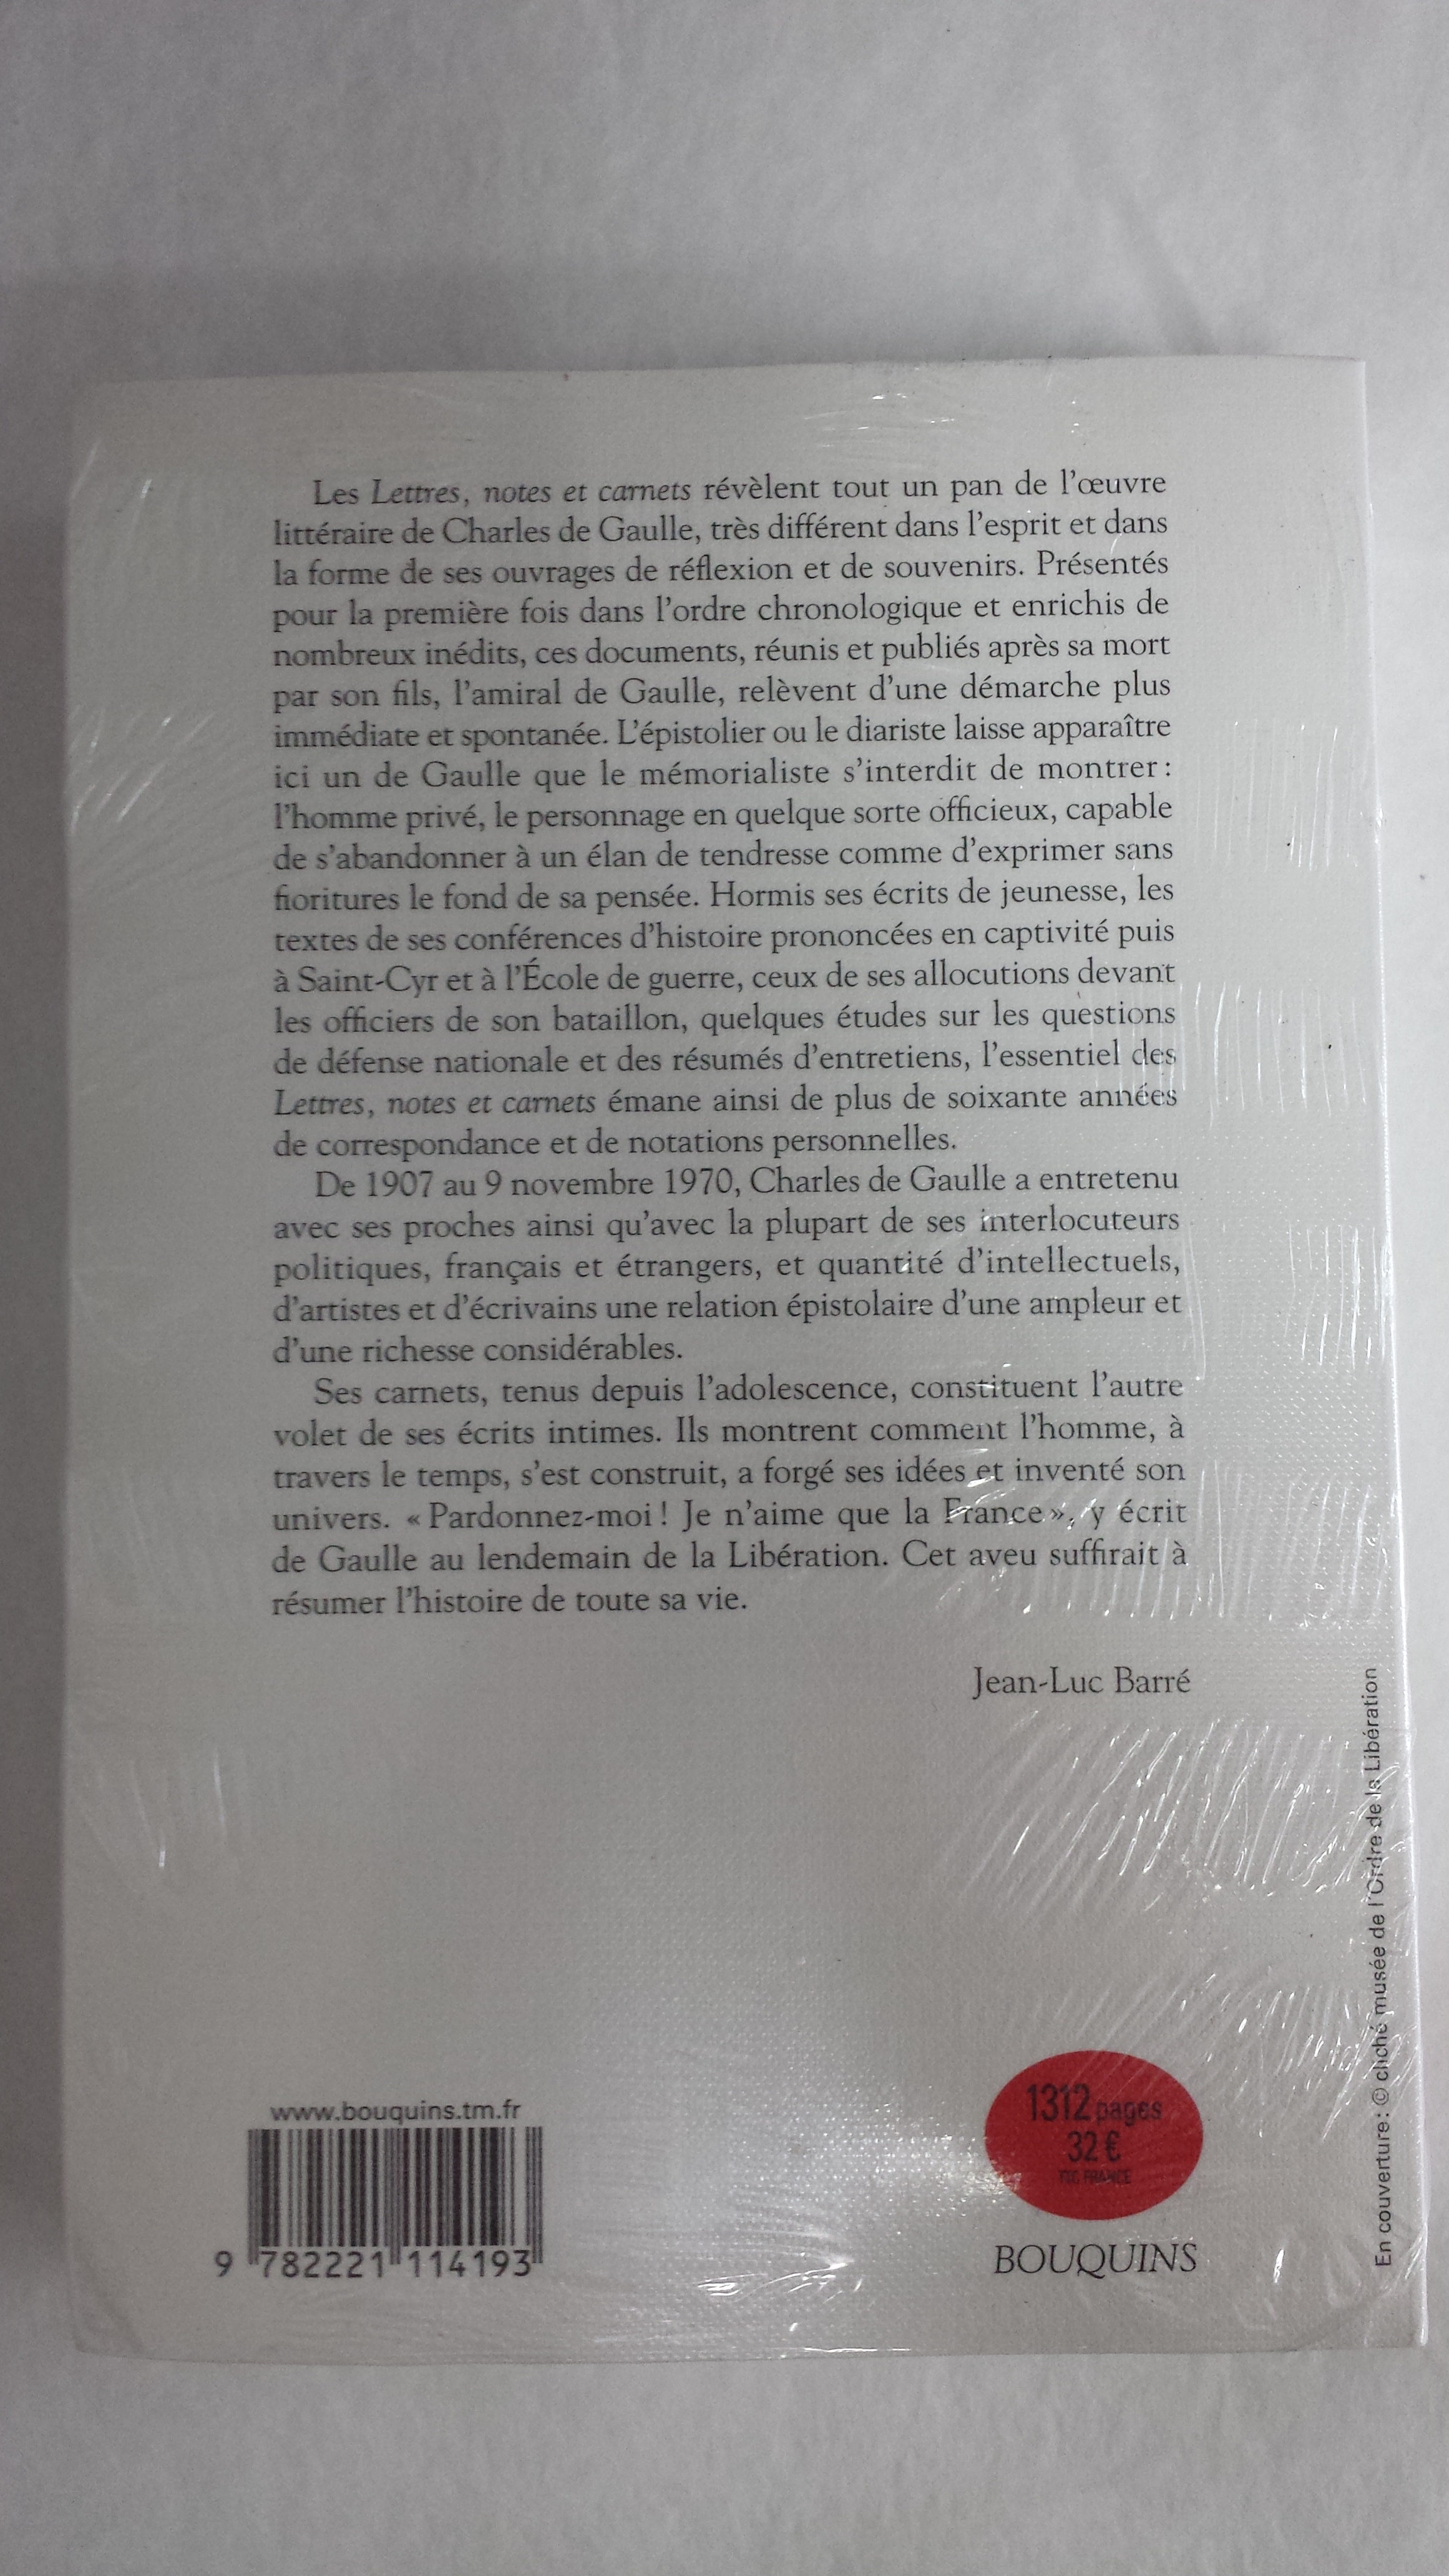 Les Lettres, notes et carnets révèlent tout un pan de l'œuvre
littéraire de Charles de Gaulle, très différent dans l'esprit et dans
la forme de ses ouvrages de réflexion et de souvenirs. Présentés
pour la première fois dans l'ordre chronologique et enrichis de
nombreux inédits, ces documents, réunis et publiés après sa mort
par son fils, l'amiral de Gaulle, relèvent d'une démarche plus
immédiate et spontanée. L'épistolier ou le diariste laisse apparaître
ici un de Gaulle que le mémorialiste s'interdit de montrer :
l'homme privé, le personnage en quelque sorte officieux, capable
de s'abandonner à un élan de tendresse comme d'exprimer sans
fioritures le fond de sa pensée. Hormis ses écrits de jeunesse, les
textes de ses conférences d'histoire prononcées en captivité puis
à Saint-Cyr et à l'École de guerre, ceux de ses allocutions devant
les officiers de son bataillon, quelques études sur les questions
de défense nationale et des résumés d'entretiens, l'essentiel des
Lettres, notes et carnets émane ainsi de plus de soixante années
de correspondance et de notations personnelles.
De 1907 au 9 novembre 1970, Charles de Gaulle a entretenu
avec ses proches ainsi qu'avec la plupart de ses interlocuteurs
politiques, français et étrangers, et quantité d'intellectuels,
d'artistes et d'écrivains une relation épistolaire d'une ampleur et
d'une richesse considérables.
Ses carnets, tenus depuis l'adolescence, constituent l'autre
volet de ses écrits intimes. Ils montrent comment l'homme, à
travers le temps, s'est construit, a forgé ses idées et inventé son
univers. « Pardonnez-moi ! Je n'aime que la France », y écrit
de Gaulle au lendemain de la Libération. Cet aveu suffirait à
résumer l'histoire de toute sa vie.
Jean-Luc Barré
En couverture : © cliché musée de l'Ordre de la Libération
www.bouquins.tm.fr
9 782221 114193
1312 pages
32 €
TTC FRANCE
BOUQUINS